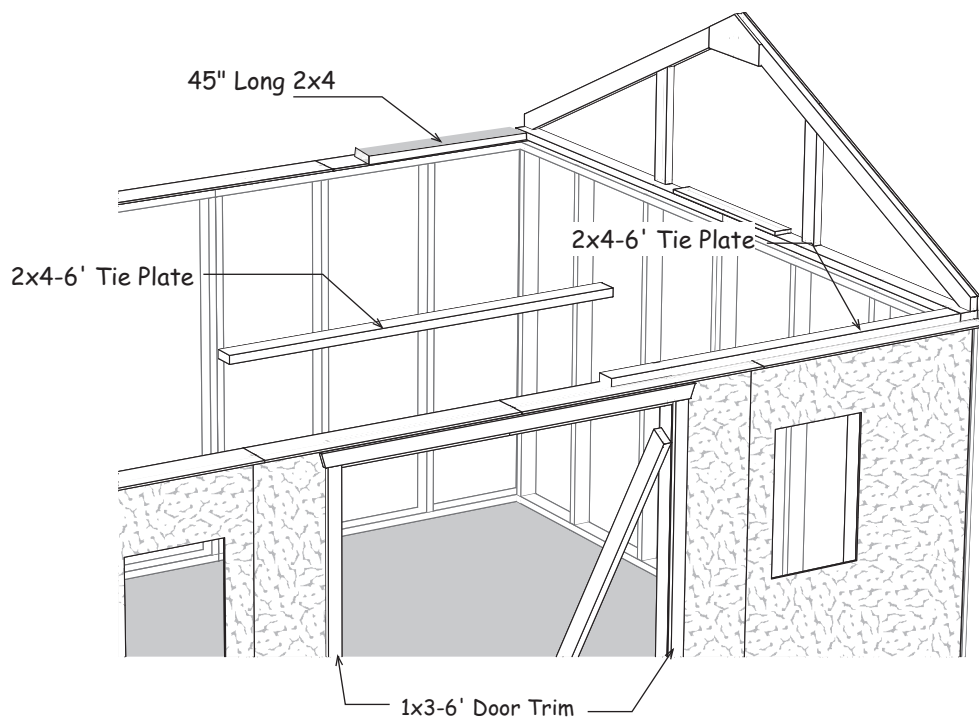 45" Long 2x4
2x4-6' Tie Plate
2x4-6' Tie Plate
1x3-6' Door Trim